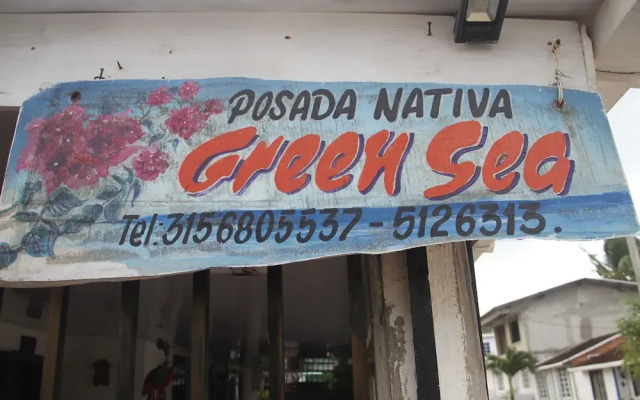 POSADA NATIVA
Green Sea
Tel: 3156805537 - 5126313.